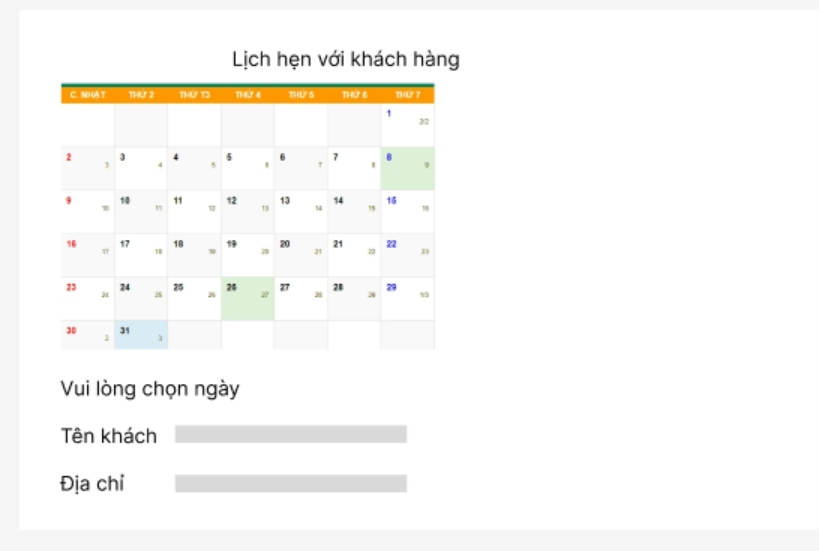 Lịch hẹn với khách hàng
C. NHẬT THỨ 2 THỨ T3 THỨ 4 THỨ 5 THỨ 6 THỨ 7
1 2/2
2 3 3 4 4 5 5 6 6 7 7 8 8 9
9 10 10 11 11 12 12 13 13 14 14 15 15 16
16 17 17 18 18 19 19 20 20 21 21 22 22 23
23 24 24 25 25 26 26 27 27 28 28 29 29 1/3
30 2 31 3
Vui lòng chọn ngày
Tên khách
Địa chỉ